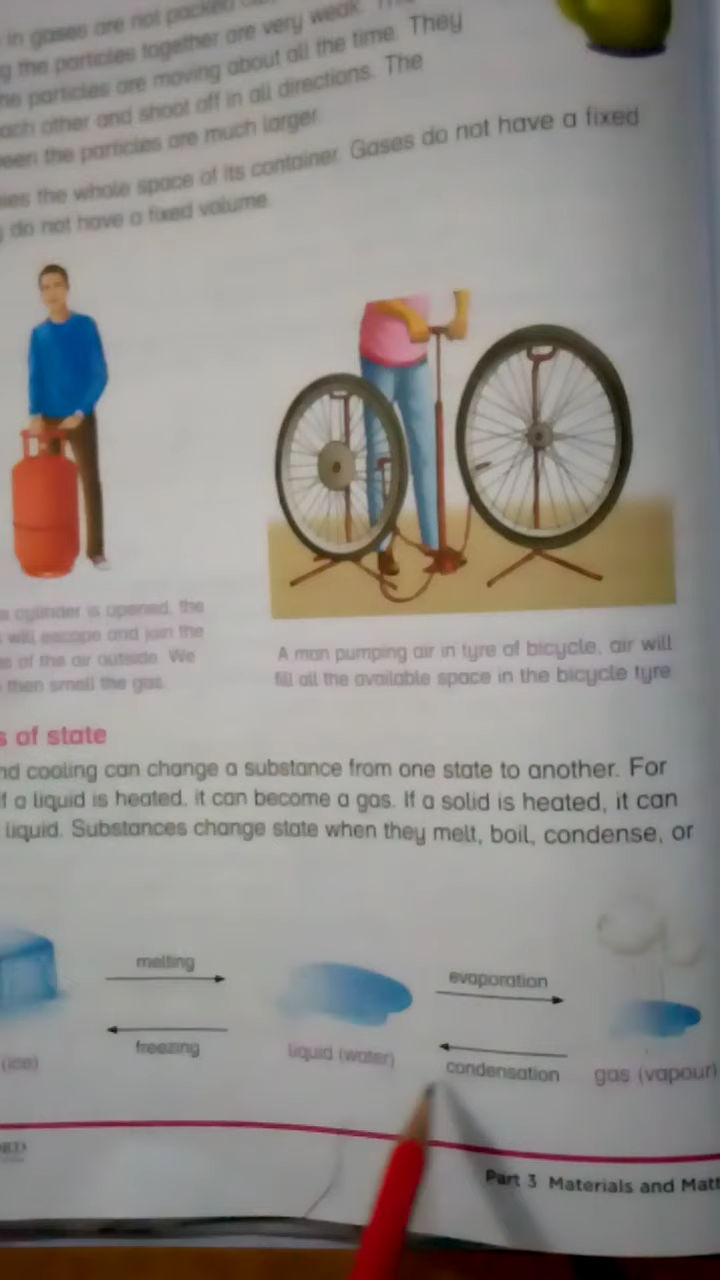 in gases are not packed
the particles together are very weak.
particles are moving about all the time. They
each other and shoot off in all directions. The
the particles are much larger.
the whole space of its container. Gases do not have a fixed
do not have a fixed volume.
cylinder is opened, the
will escape and join the
of the air outside. We
then smell the gas.
A man pumping air in tyre of bicycle, air will
fill all the available space in the bicycle tyre
s of state
nd cooling can change a substance from one state to another. For
f a liquid is heated, it can become a gas. If a solid is heated, it can
liquid. Substances change state when they melt, boil, condense, or
melting
evaporation
freezing
condensation
(ice)
liquid (water)
gas (vapour)
Part 3 Materials and Matt